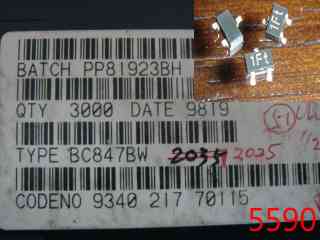 1Ft
1Ft
BATCH PP81923BH
QTY 3000 DATE 9819
TYPE BC847BW 2035 2025
CODENO 9340 217 70115
5590